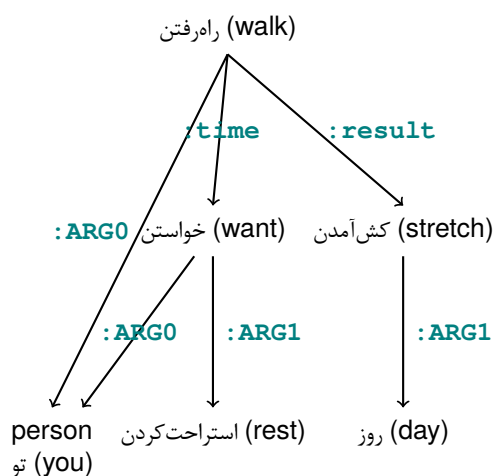 راه‌رفتن (walk)
:time
:result
:ARG0
خواستن (want)
کش‌آمدن (stretch)
:ARG0
:ARG1
:ARG1
person
تو (you)
استراحت‌کردن (rest)
روز (day)